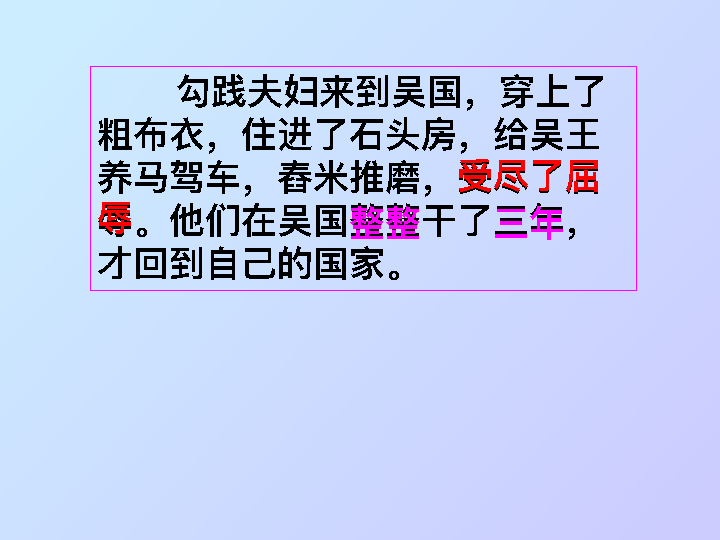 勾践夫妇来到吴国，穿上了
粗布衣，住进了石头房，给吴王
养马驾车，舂米推磨，受尽了屈
辱。他们在吴国整整干了三年，
才回到自己的国家。